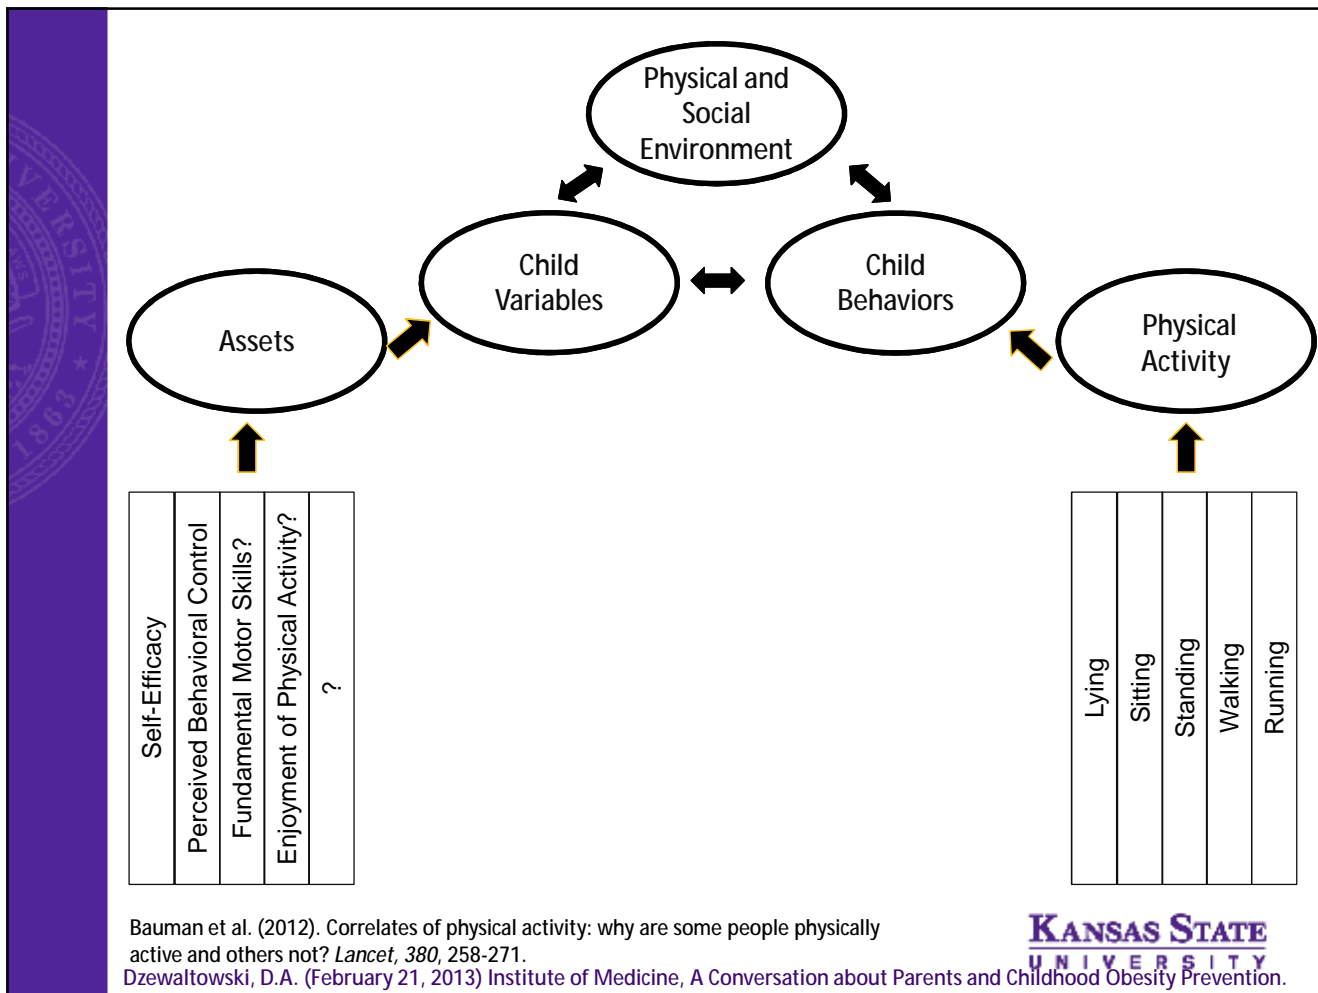 Physical and
Social
Environment
Child
Variables
Child
Behaviors
Assets
Physical
Activity
Self-Efficacy
Perceived Behavioral Control
Fundamental Motor Skills?
Enjoyment of Physical Activity?
?
Lying
Sitting
Standing
Walking
Running
Bauman et al. (2012). Correlates of physical activity: why are some people physically
active and others not? Lancet, 380, 258-271.
KANSAS STATE
UNIVERSITY
Dzewaltowski, D.A. (February 21, 2013) Institute of Medicine, A Conversation about Parents and Childhood Obesity Prevention.
IVERSITY
1863